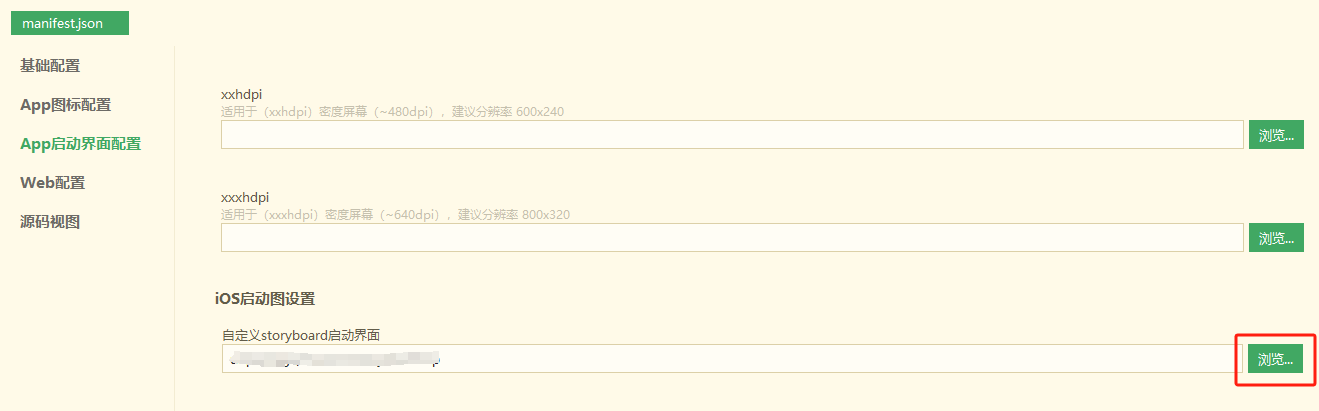 manifest.json
基础配置
App图标配置
App启动界面配置
Web配置
源码视图
xxhdpi
适用于（xxhdpi）密度屏幕（~480dpi），建议分辨率 600x240
浏览...
xxxhdpi
适用于（xxxhdpi）密度屏幕（~640dpi），建议分辨率 800x320
浏览...
iOS启动图设置
自定义storyboard启动界面
浏览...